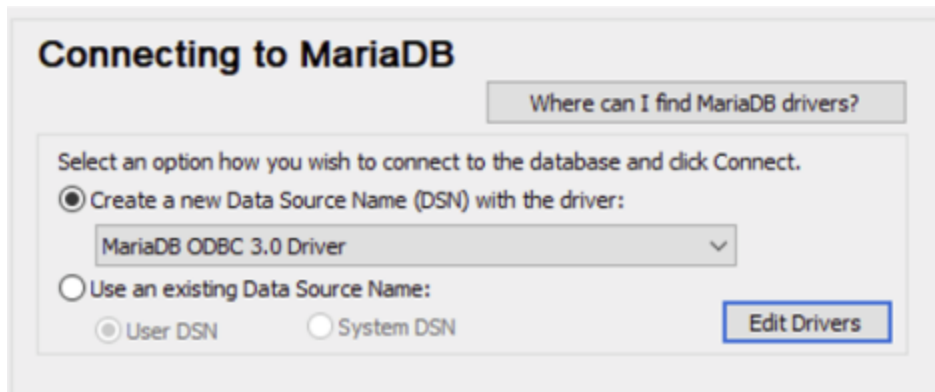 Connecting to MariaDB
Where can I find MariaDB drivers?
Select an option how you wish to connect to the database and click Connect.
Create a new Data Source Name (DSN) with the driver:
MariaDB ODBC 3.0 Driver
Use an existing Data Source Name:
User DSN System DSN
Edit Drivers